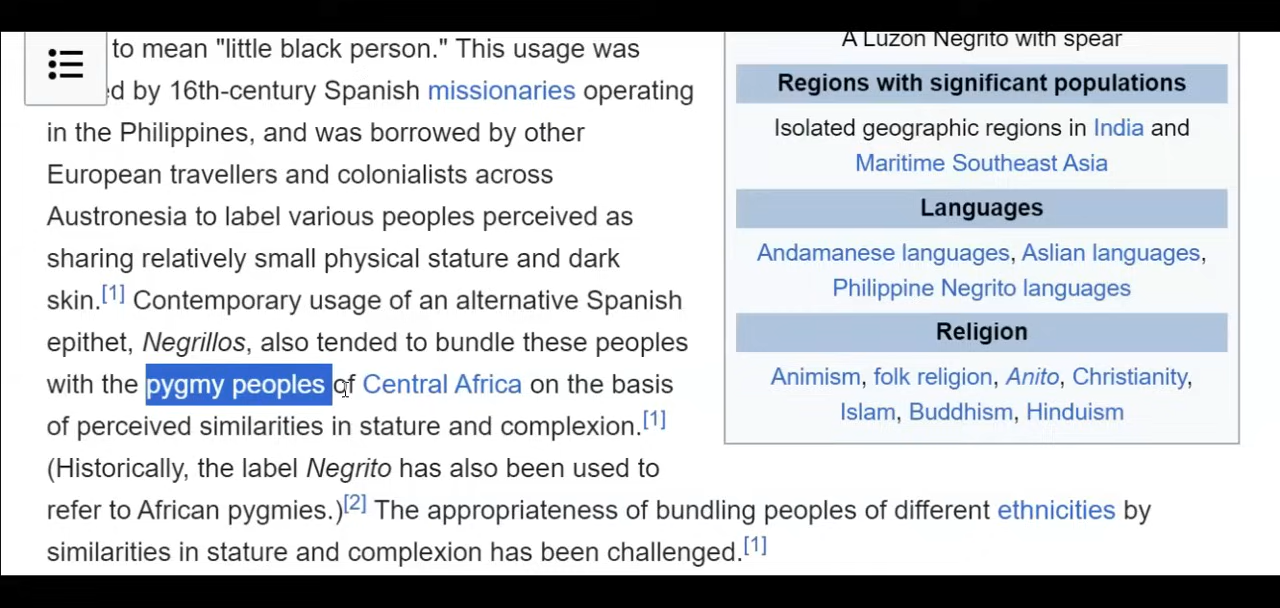 to mean "little black person." This usage was
ed by 16th-century Spanish missionaries operating
in the Philippines, and was borrowed by other
European travellers and colonialists across
Austronesia to label various peoples perceived as
sharing relatively small physical stature and dark
skin.[1] Contemporary usage of an alternative Spanish
epithet, Negrillos, also tended to bundle these peoples
with the pygmy peoples of Central Africa on the basis
of perceived similarities in stature and complexion.[1]
(Historically, the label Negrito has also been used to
refer to African pygmies.)[2] The appropriateness of bundling peoples of different ethnicities by
similarities in stature and complexion has been challenged.[1]
A Luzon Negrito with spear
Regions with significant populations
Isolated geographic regions in India and
Maritime Southeast Asia
Languages
Andamanese languages, Aslian languages,
Philippine Negrito languages
Religion
Animism, folk religion, Anito, Christianity,
Islam, Buddhism, Hinduism